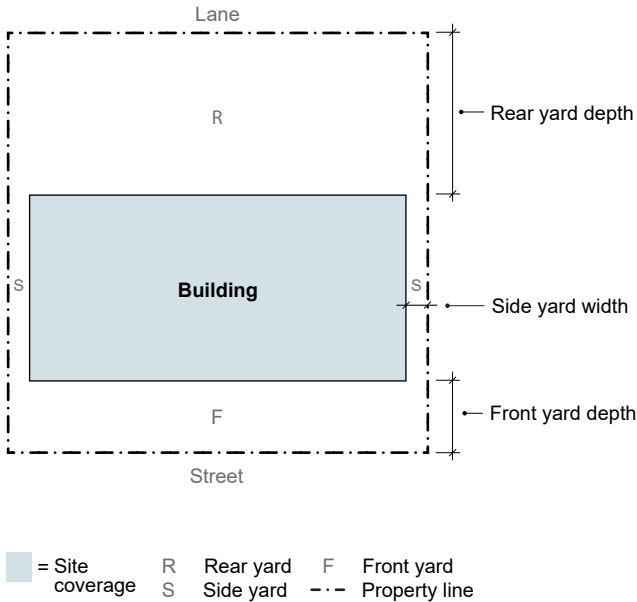 Lane
R
Rear yard depth
S
Building
S
Side yard width
F
Front yard depth
Street
= Site coverage
R Rear yard
F Front yard
S Side yard
Property line